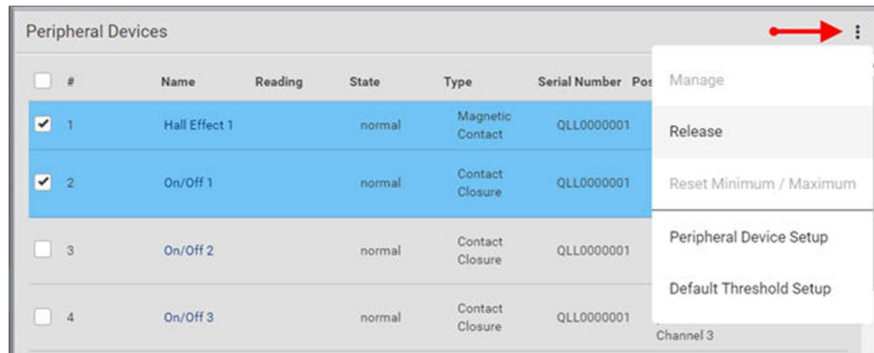 Peripheral Devices
# Name Reading State Type Serial Number Pos
1 Hall Effect 1 normal Magnetic Contact QLL0000001
2 On/Off 1 normal Contact Closure QLL0000001
3 On/Off 2 normal Contact Closure QLL0000001
4 On/Off 3 normal Contact Closure QLL0000001
Channel 3
Manage
Release
Reset Minimum / Maximum
Peripheral Device Setup
Default Threshold Setup